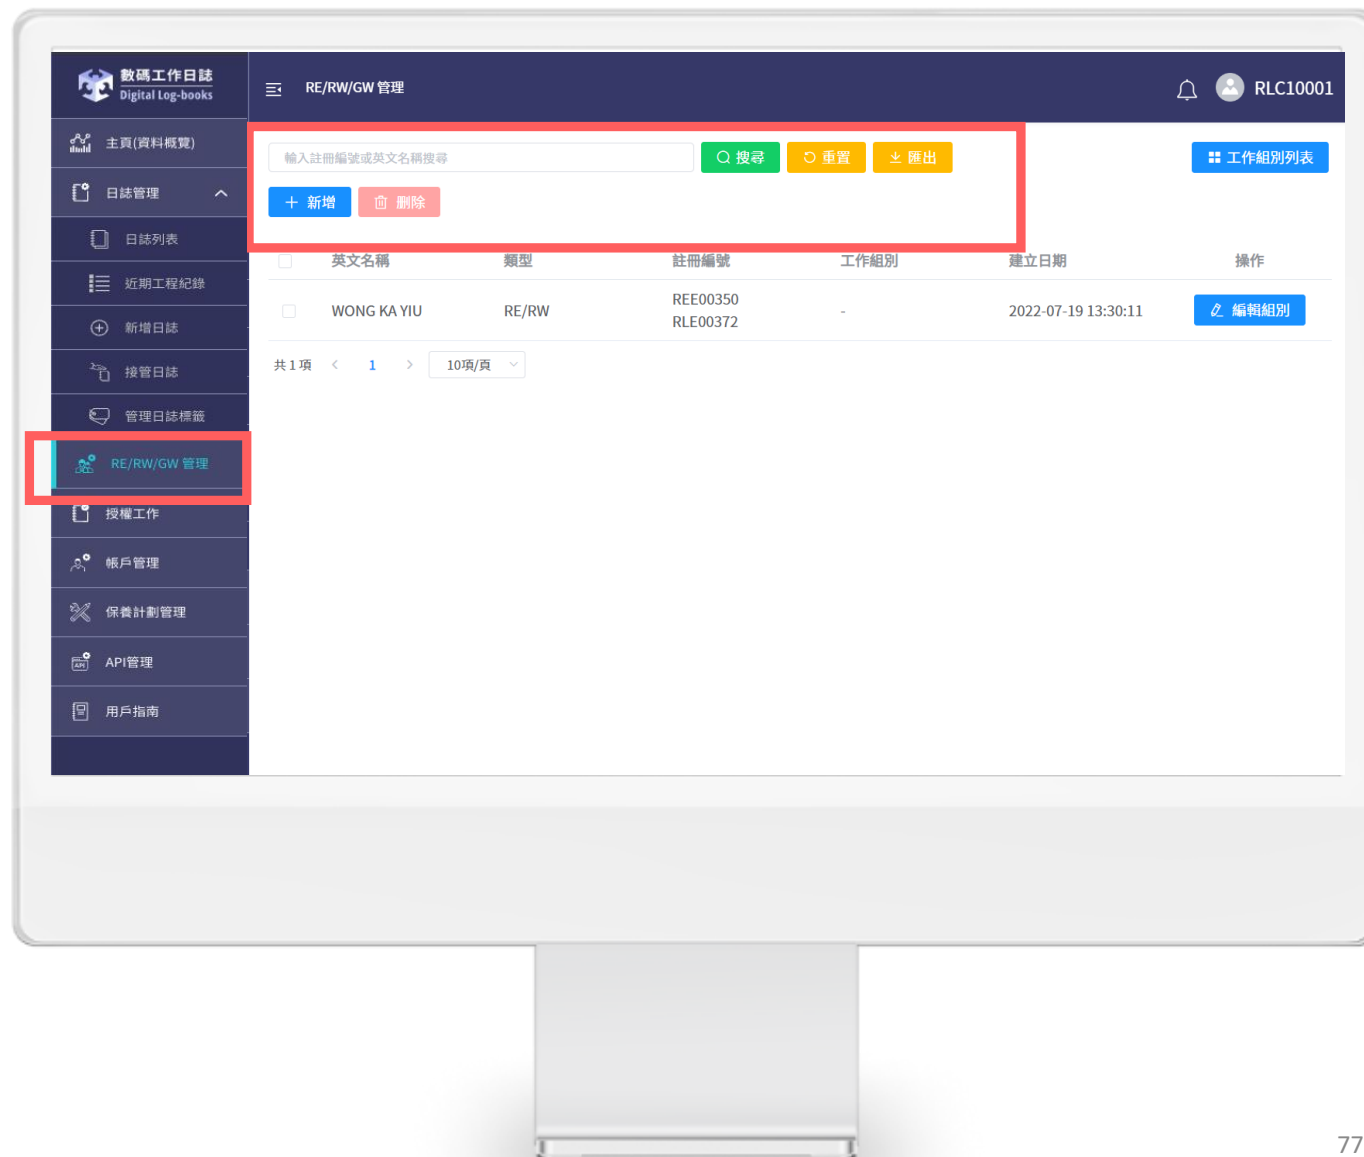 數碼工作日誌
Digital Log-books
RE/RW/GW 管理
RLC10001
主頁(資料概覽)
日誌管理
日誌列表
近期工程紀錄
新增日誌
接管日誌
管理日誌標籤
RE/RW/GW 管理
授權工作
帳戶管理
保養計劃管理
API管理
用戶指南
輸入註冊編號或英文名稱搜尋
搜尋
重置
匯出
工作組別列表
新增
刪除
英文名稱 類型 註冊編號 工作組別 建立日期 操作
WONG KA YIU RE/RW REE00350 - 2022-07-19 13:30:11 編輯組別
RLE00372
共 1 項 < 1 > 10項/頁
77